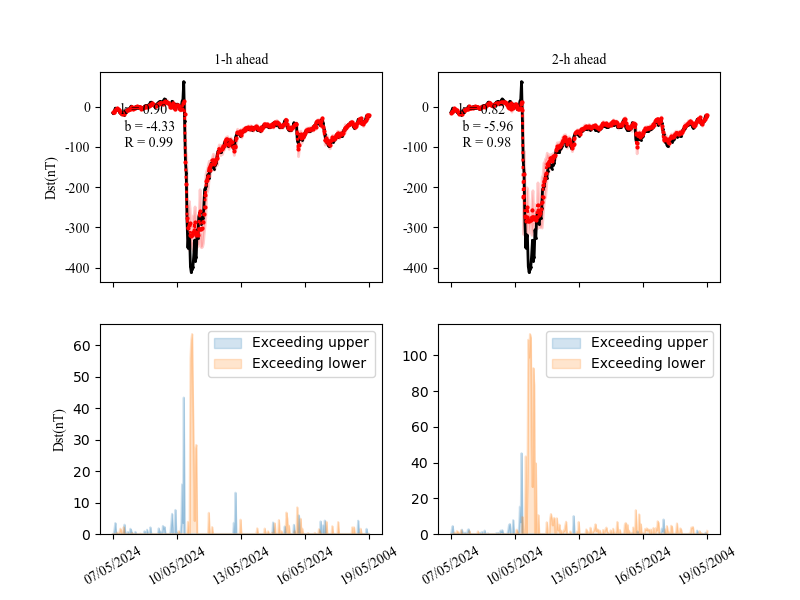 1-h ahead
2-h ahead
Dst(nT)
0
-100
-200
-300
-400
0.90
b = -4.33
R = 0.99
0
-100
-200
-300
-400
0.82
b = -5.96
R = 0.98
Dst(nT)
60
50
40
30
20
10
0
Exceeding upper
Exceeding lower
100
80
60
40
20
0
Exceeding upper
Exceeding lower
07/05/2024
10/05/2024
13/05/2024
16/05/2024
19/05/2004
07/05/2024
10/05/2024
13/05/2024
16/05/2024
19/05/2004